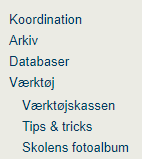 Koordination
Arkiv
Databaser
Værktøj
Værktøjskassen
Tips & tricks
Skolens fotoalbum